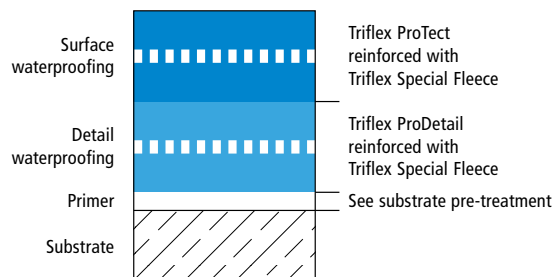 Surface
waterproofing
Triflex ProTect
reinforced with
Triflex Special Fleece
Detail
waterproofing
Triflex ProDetail
reinforced with
Triflex Special Fleece
Primer
See substrate pre-treatment
Substrate